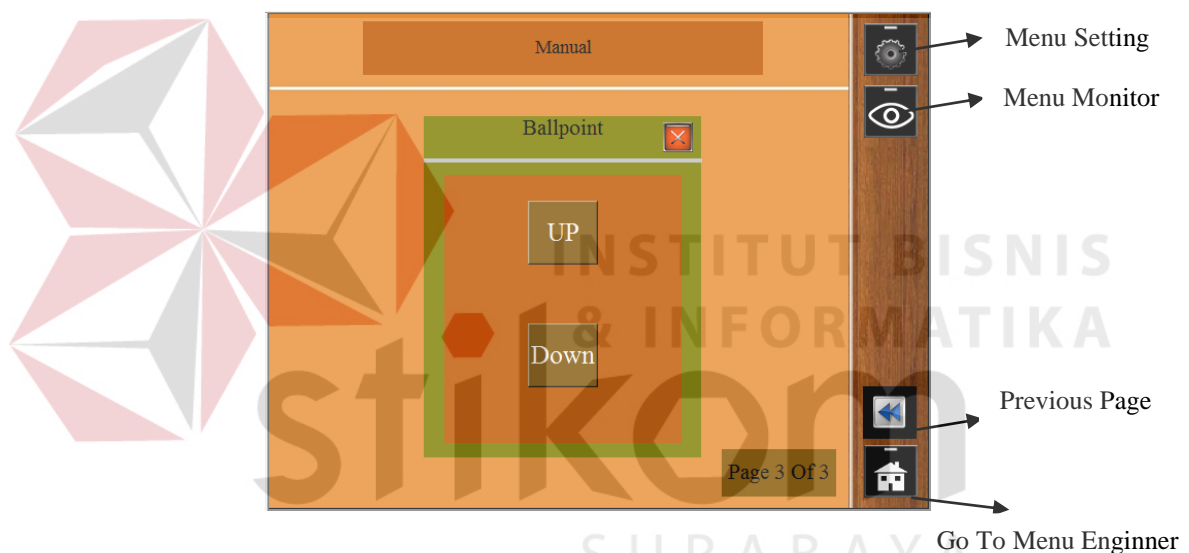 Manual
Menu Setting
Menu Monitor
Ballpoint
UP
INSTITUT BISNIS
& INFORMATIKA
Down
stikom
Previous Page
Page 3 Of 3
Go To Menu Enginner
SURABAYA